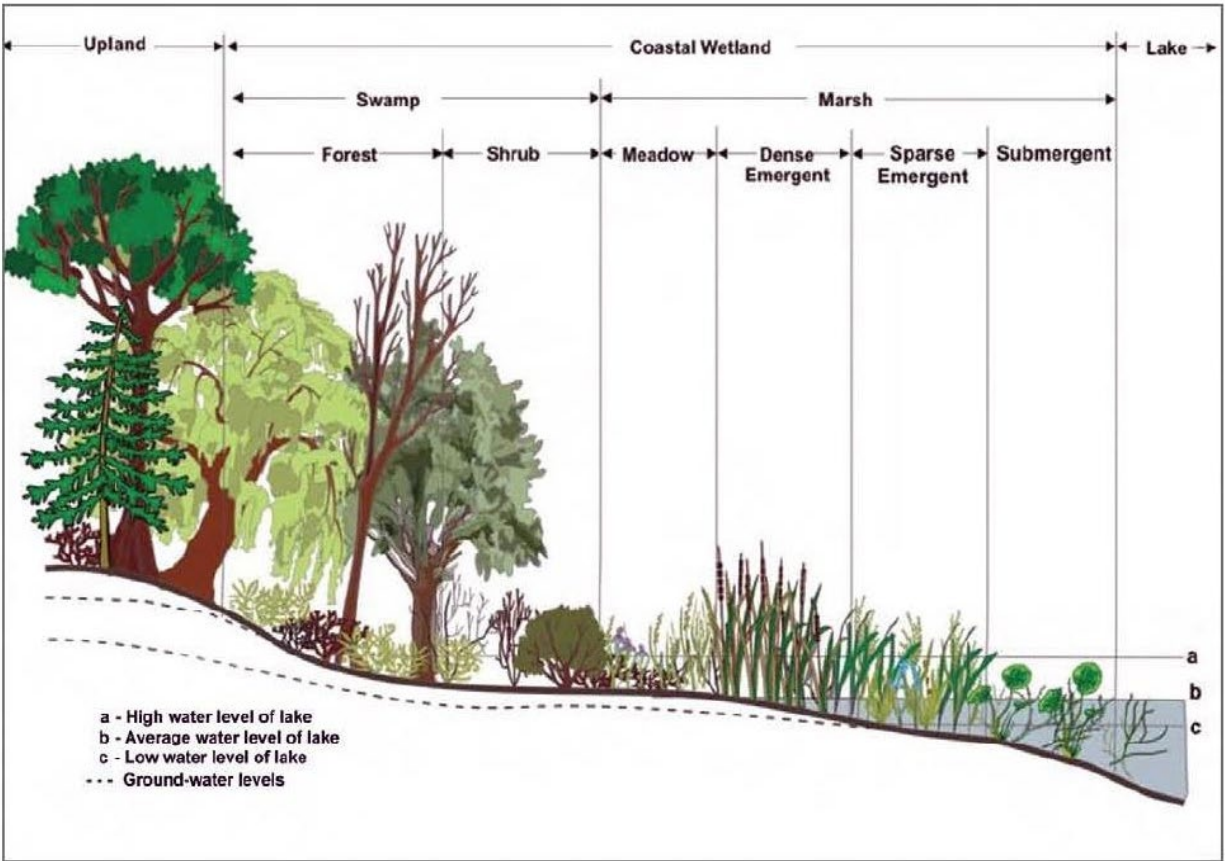 Upland
Coastal Wetland
Lake
Swamp
Marsh
Forest
Shrub
Meadow
Dense
Emergent
Sparse
Emergent
Submergent
a
b
c
a - High water level of lake
b - Average water level of lake
c - Low water level of lake
--- Ground-water levels